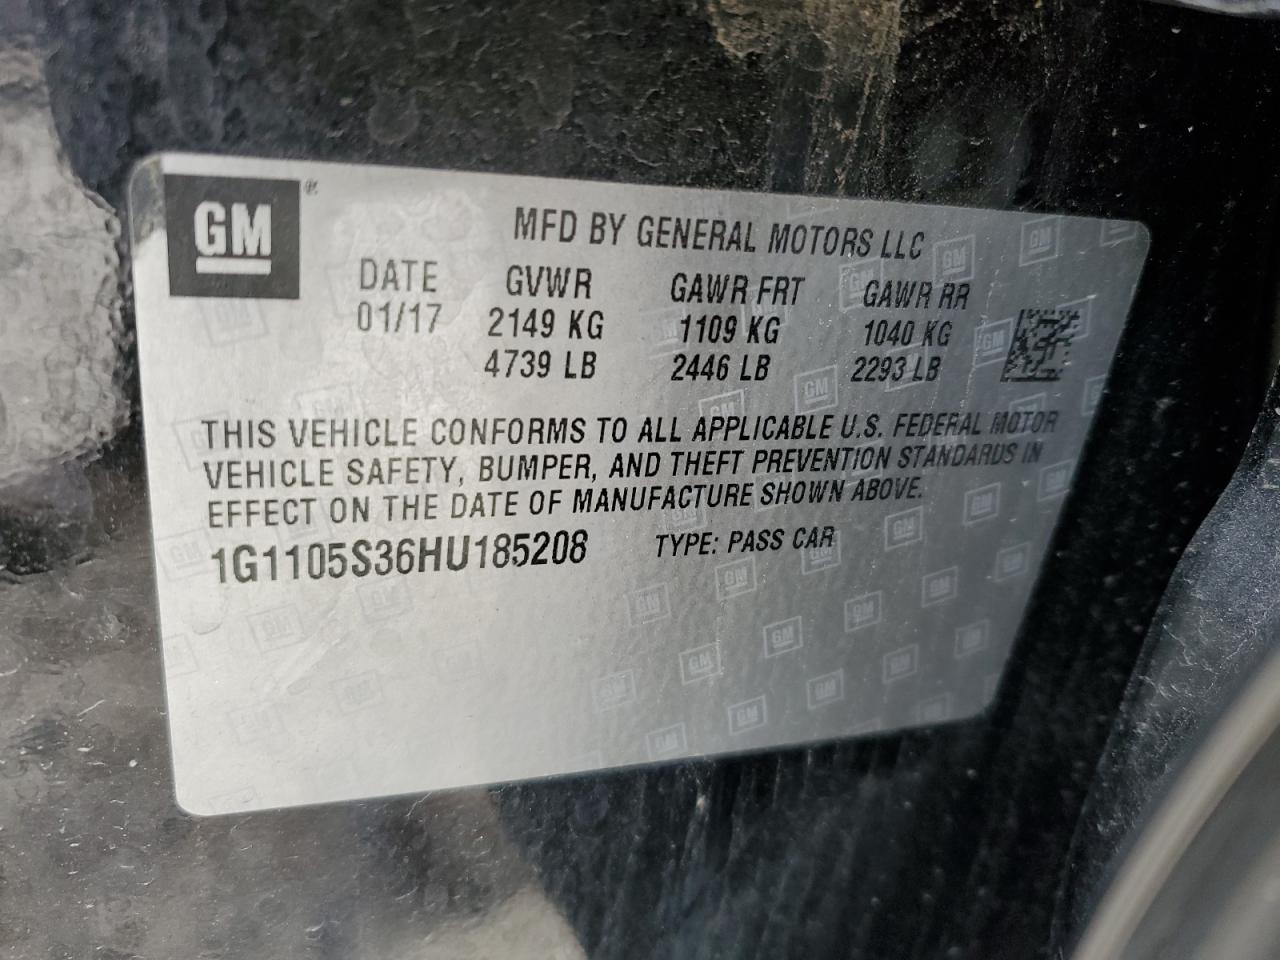 GM ®
MFD BY GENERAL MOTORS LLC
DATE GVWR GAWR FRT GAWR RR
01/17 2149 KG 1109 KG 1040 KG
4739 LB 2446 LB 2293 LB
THIS VEHICLE CONFORMS TO ALL APPLICABLE U.S. FEDERAL MOTOR
VEHICLE SAFETY, BUMPER, AND THEFT PREVENTION STANDARDS IN
EFFECT ON THE DATE OF MANUFACTURE SHOWN ABOVE.
1G1105S36HU185208 TYPE: PASS CAR